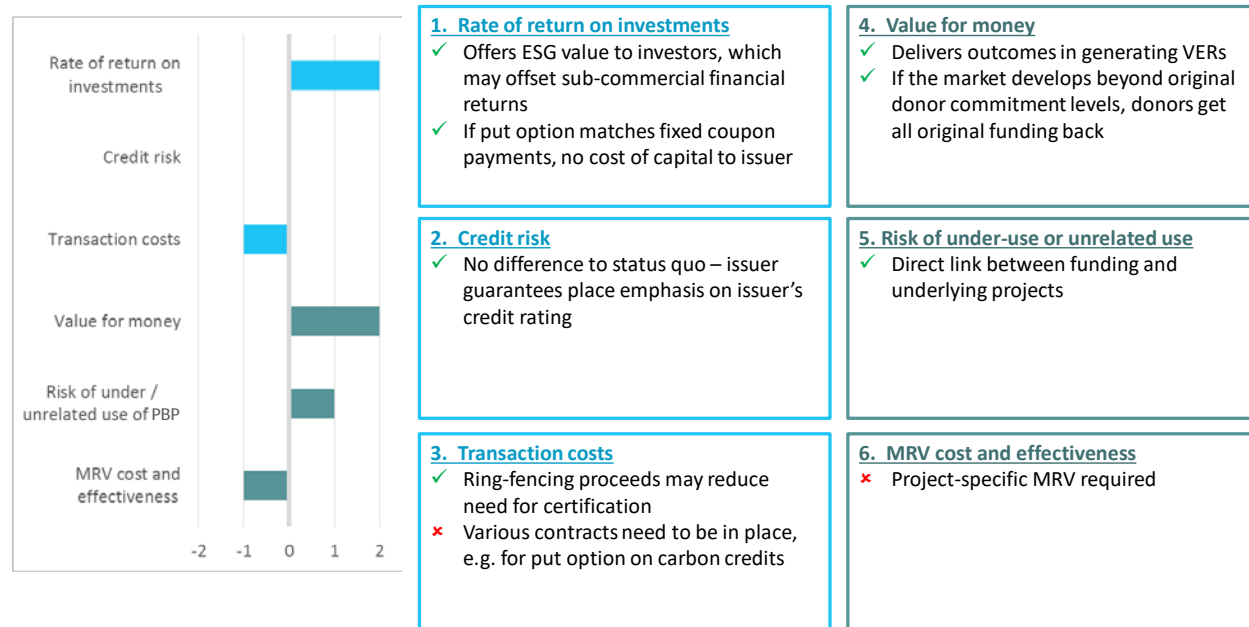 Rate of return on
investments
Credit risk
Transaction costs
Value for money
Risk of under /
unrelated use of PBP
MRV cost and
effectiveness
-2 -1 0 1 2
1. Rate of return on investments
✓ Offers ESG value to investors, which
may offset sub-commercial financial
returns
✓ If put option matches fixed coupon
payments, no cost of capital to issuer
2. Credit risk
✓ No difference to status quo – issuer
guarantees place emphasis on issuer's
credit rating
3. Transaction costs
✓ Ring-fencing proceeds may reduce
need for certification
✗ Various contracts need to be in place,
e.g. for put option on carbon credits
4. Value for money
✓ Delivers outcomes in generating VERs
✓ If the market develops beyond original
donor commitment levels, donors get
all original funding back
5. Risk of under-use or unrelated use
✓ Direct link between funding and
underlying projects
6. MRV cost and effectiveness
✗ Project-specific MRV required